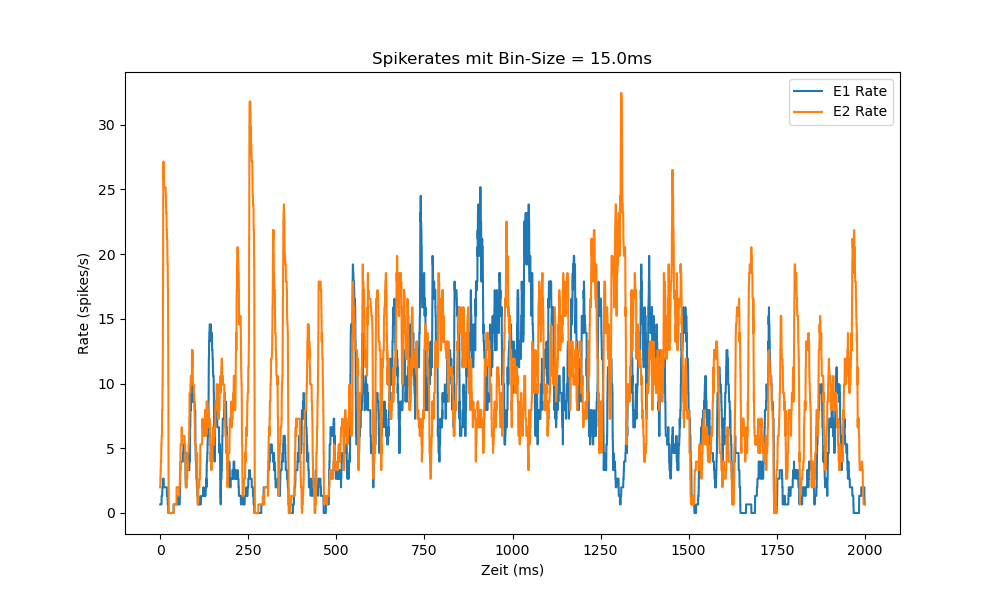 Spikerates mit Bin-Size = 15.0ms
E1 Rate
E2 Rate
Rate (spikes/s)
30
25
20
15
10
5
0
0 250 500 750 1000 1250 1500 1750 2000
Zeit (ms)